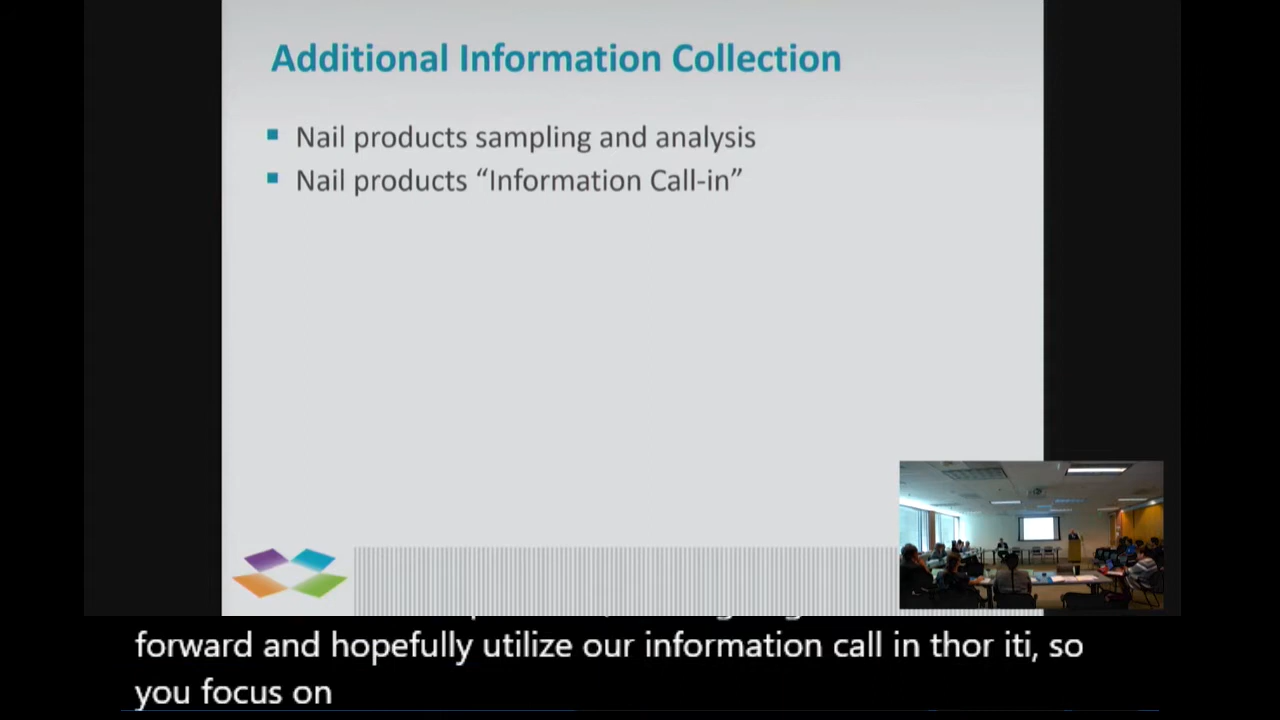 Additional Information Collection
Nail products sampling and analysis
Nail products “Information Call-in”
forward and hopefully utilize our information call in thor iti, so
you focus on